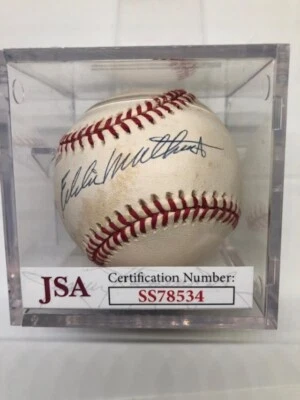 Eddie Mathews
JSA
Certification Number:
SS78534